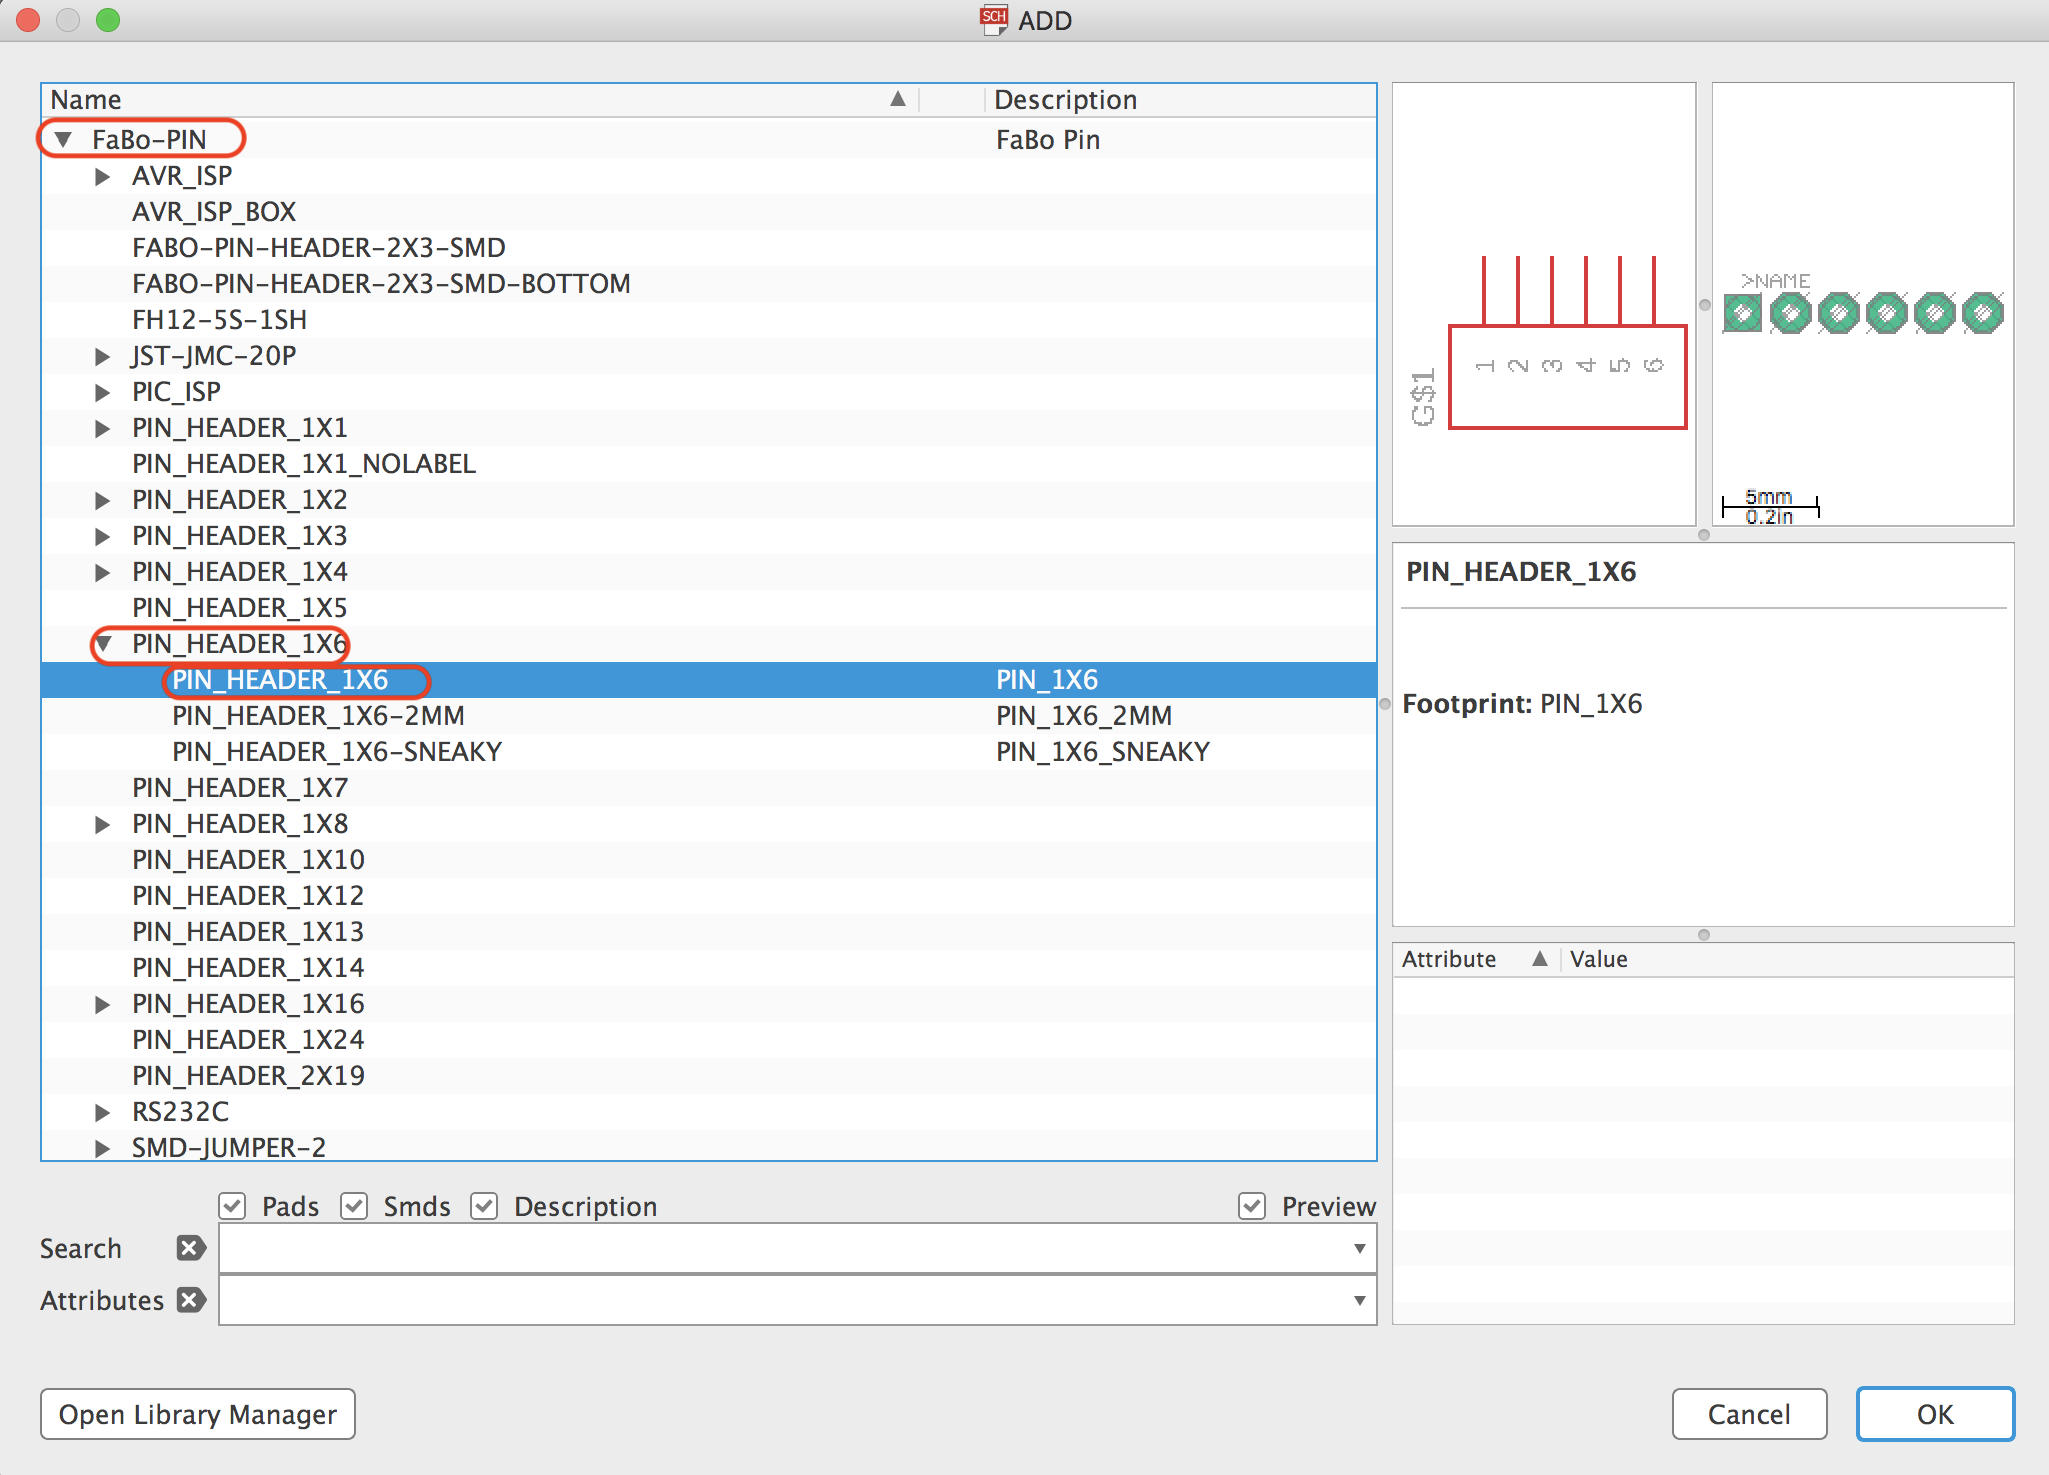 ADD
Name Description
FaBo-PIN FaBo Pin
AVR_ISP
AVR_ISP_BOX
FABO-PIN-HEADER-2X3-SMD
FABO-PIN-HEADER-2X3-SMD-BOTTOM
FH12-5S-1SH
JST-JMC-20P
PIC_ISP
PIN_HEADER_1X1
PIN_HEADER_1X1_NOLABEL
PIN_HEADER_1X2
PIN_HEADER_1X3
PIN_HEADER_1X4
PIN_HEADER_1X5
PIN_HEADER_1X6
PIN_HEADER_1X6 PIN_1X6
PIN_HEADER_1X6-2MM PIN_1X6_2MM
PIN_HEADER_1X6-SNEAKY PIN_1X6_SNEAKY
PIN_HEADER_1X7
PIN_HEADER_1X8
PIN_HEADER_1X10
PIN_HEADER_1X12
PIN_HEADER_1X13
PIN_HEADER_1X14
PIN_HEADER_1X16
PIN_HEADER_1X24
PIN_HEADER_2X19
RS232C
SMD-JUMPER-2
Pads Smds Description Preview
Search
Attributes
Open Library Manager
SCH
G$1
1 2 3 4 5 6
>NAME
5mm
0.2in
PIN_HEADER_1X6
Footprint: PIN_1X6
Attribute Value
Cancel OK